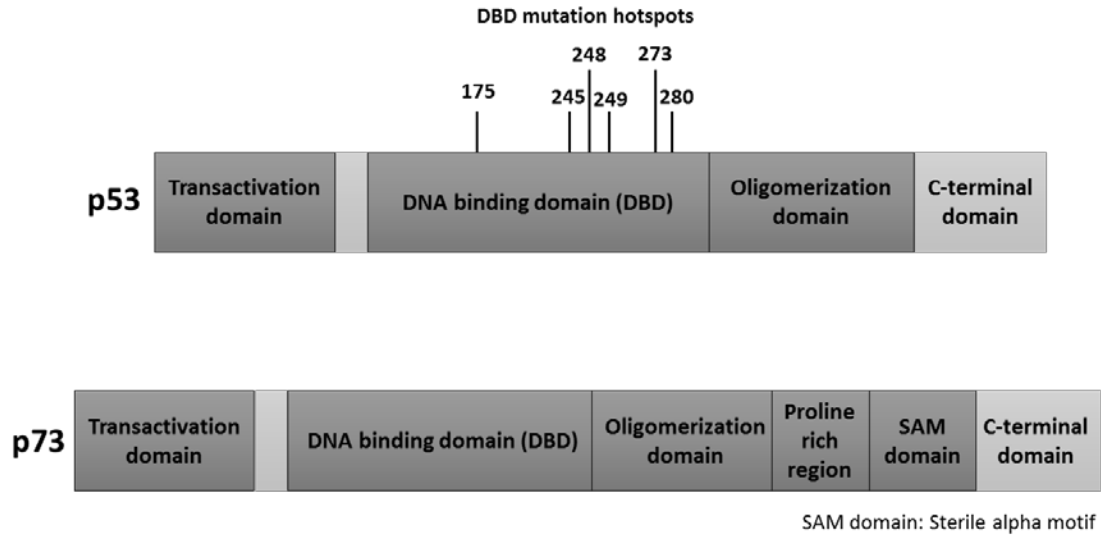 DBD mutation hotspots
248 273
175 245 249 280
p53
Transactivation
domain
DNA binding domain (DBD)
Oligomerization
domain
C-terminal
domain
p73
Transactivation
domain
DNA binding domain (DBD)
Oligomerization
domain
Proline
rich
region
SAM
domain
C-terminal
domain
SAM domain: Sterile alpha motif